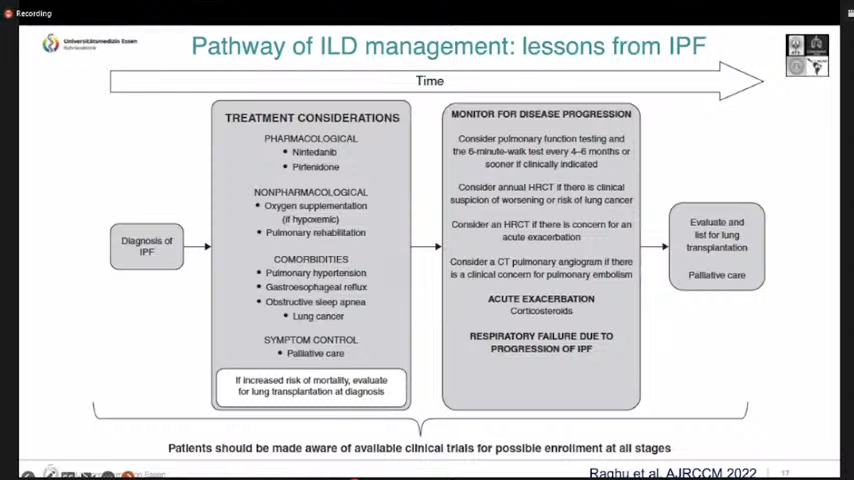 Recording
Universitätsmedizin Essen
Ruhrlandklinik
Pathway of ILD management: lessons from IPF
Time
Diagnosis of
IPF
TREATMENT CONSIDERATIONS
PHARMACOLOGICAL
• Nintedanib
• Pirfenidone
NONPHARMACOLOGICAL
• Oxygen supplementation
(if hypoxemic)
• Pulmonary rehabilitation
COMORBIDITIES
• Pulmonary hypertension
• Gastroesophageal reflux
• Obstructive sleep apnea
• Lung cancer
SYMPTOM CONTROL
• Palliative care
If increased risk of mortality, evaluate
for lung transplantation at diagnosis
MONITOR FOR DISEASE PROGRESSION
Consider pulmonary function testing and
the 6-minute-walk test every 4–6 months or
sooner if clinically indicated
Consider annual HRCT if there is clinical
suspicion of worsening or risk of lung cancer
Consider an HRCT if there is concern for an
acute exacerbation
Consider a CT pulmonary angiogram if there
is a clinical concern for pulmonary embolism
ACUTE EXACERBATION
Corticosteroids
RESPIRATORY FAILURE DUE TO
PROGRESSION OF IPF
Evaluate and
list for lung
transplantation
Palliative care
Patients should be made aware of available clinical trials for possible enrollment at all stages
Raghu et al. AJRCCM 2022
17